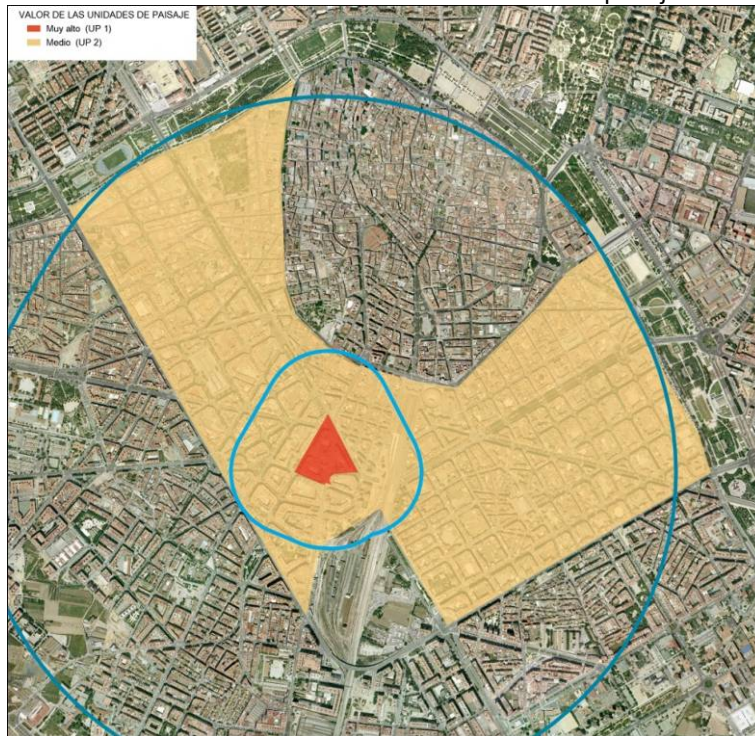 VALOR DE LAS UNIDADES DE PAISAJE
Muy alto (UP 1)
Medio (UP 2)